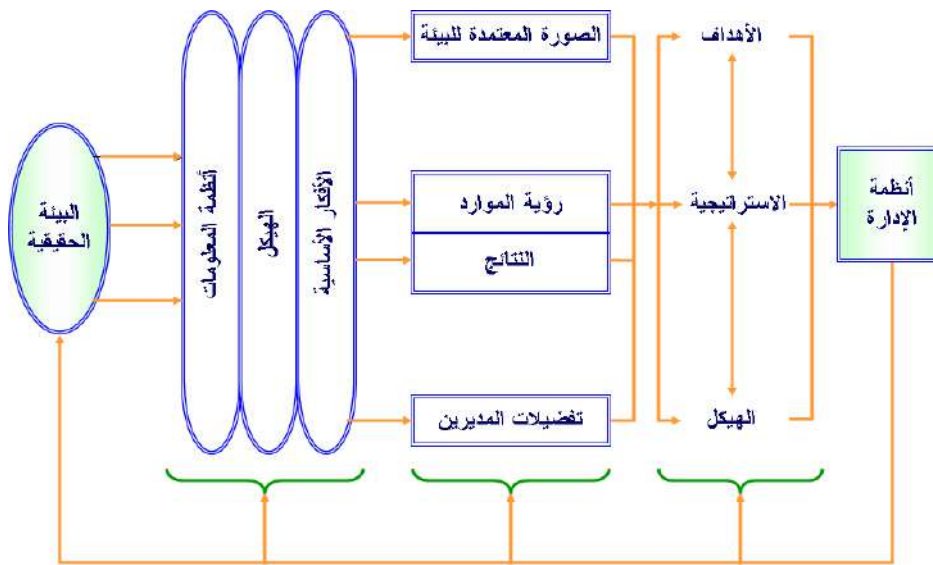 البيئة
الحقيقية
أنظمة المعلومات
الهيكل
الأفكار الأساسية
الصورة المعتمدة للبيئة
رؤية الموارد
النتائج
تفضيلات المديرين
الأهداف
الاستراتيجية
الهيكل
أنظمة
الإدارة